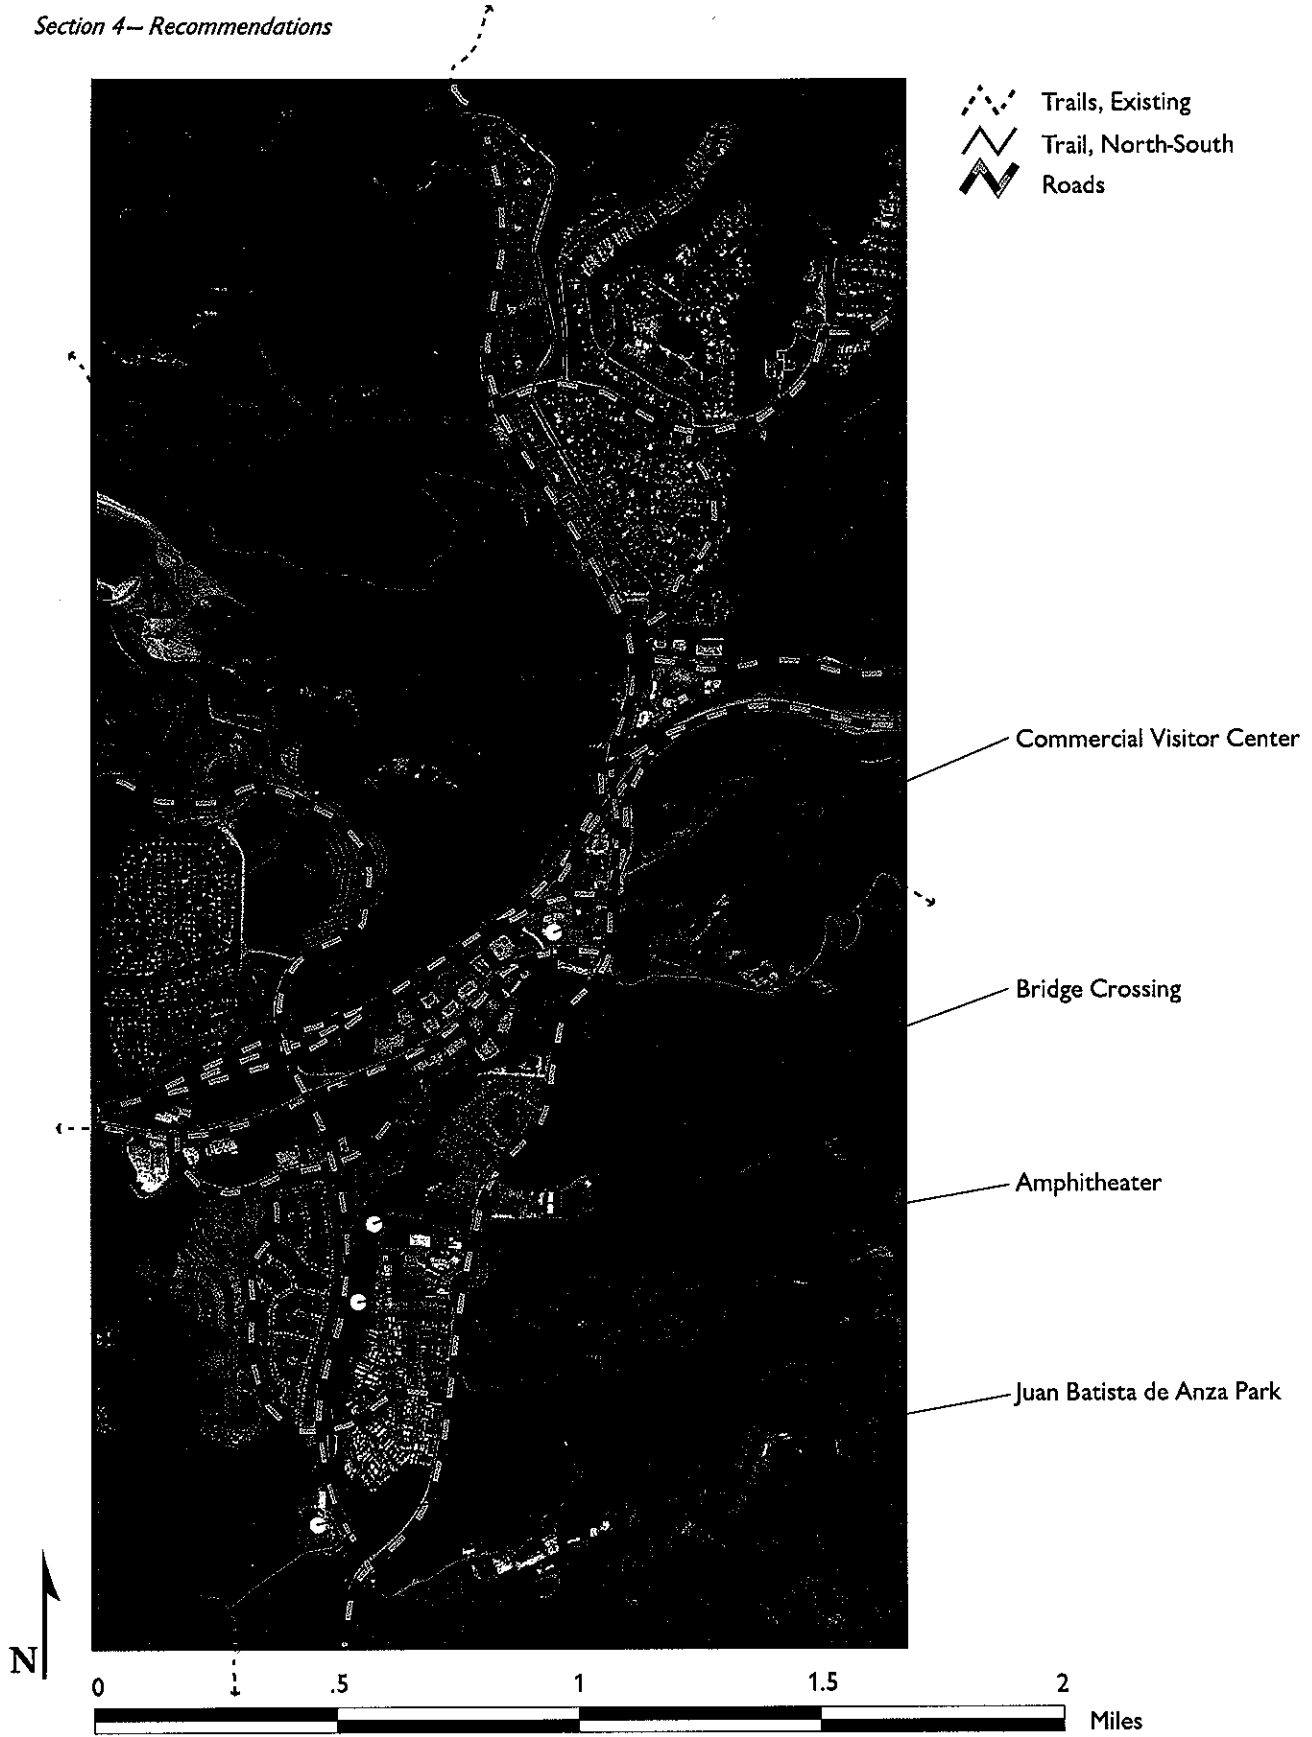 Section 4— Recommendations
Trails, Existing
Trail, North-South
Roads
Commercial Visitor Center
Bridge Crossing
Amphitheater
Juan Batista de Anza Park
N
0 .5 1 1.5 2
Miles